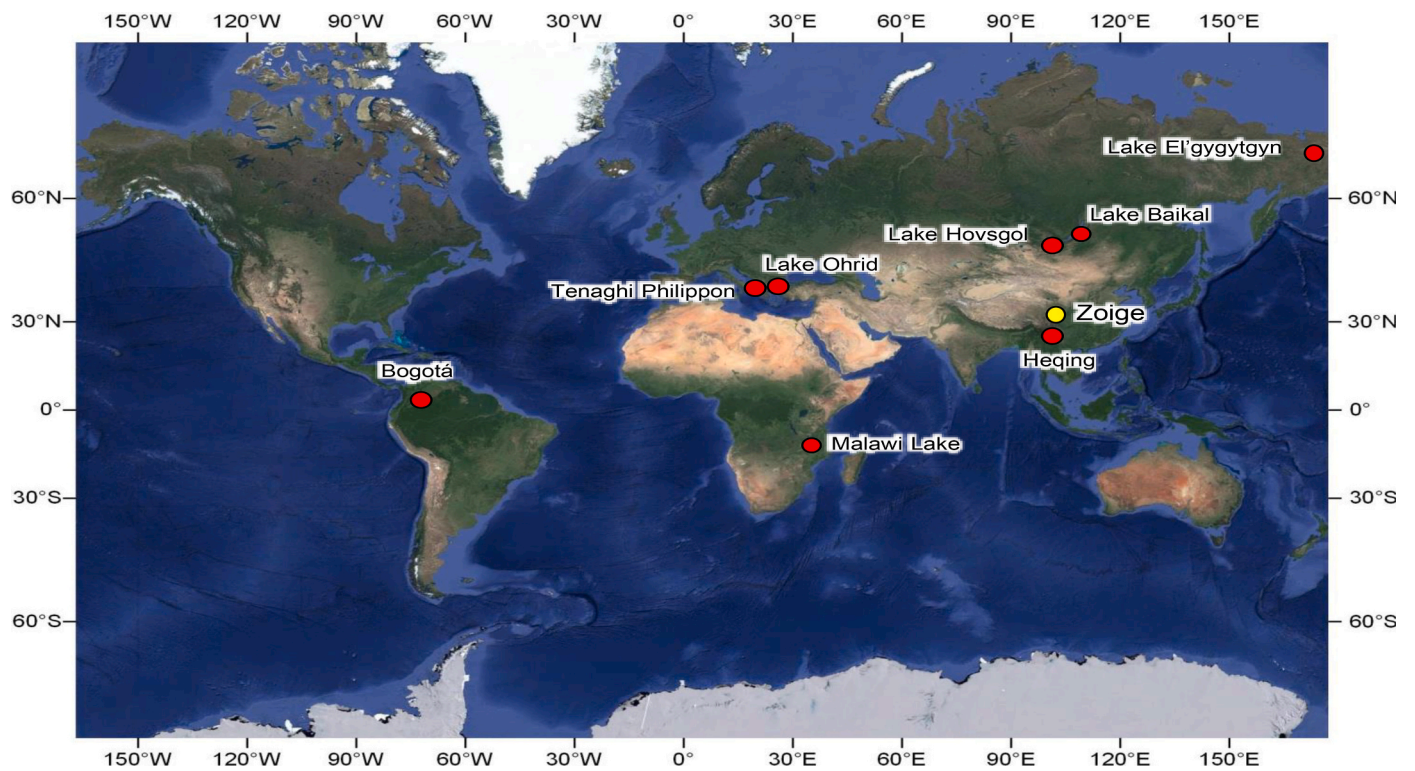 150°W 120°W 90°W 60°W 30°W 0° 30°E 60°E 90°E 120°E 150°E
Lake El'gygytgyn
60°N 60°N
Lake Baikal
Lake Hovsgol
Lake Ohrid
Tenaghi Philippon
Zoige
30°N 30°N
Heqing
Bogotá
0° 0°
Malawi Lake
30°S 30°S
60°S 60°S
150°W 120°W 90°W 60°W 30°W 0° 30°E 60°E 90°E 120°E 150°E